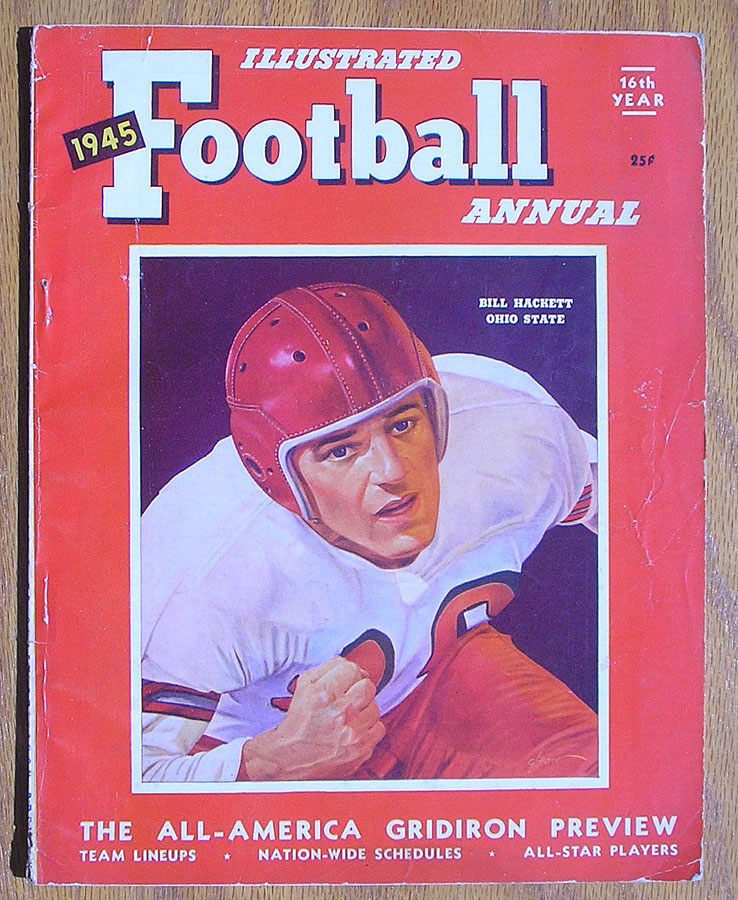 ILLUSTRATED
1945
Football
ANNUAL
16th
YEAR
25¢
BILL HACKETT
OHIO STATE
THE ALL-AMERICA GRIDIRON PREVIEW
TEAM LINEUPS ★ NATION-WIDE SCHEDULES ★ ALL-STAR PLAYERS